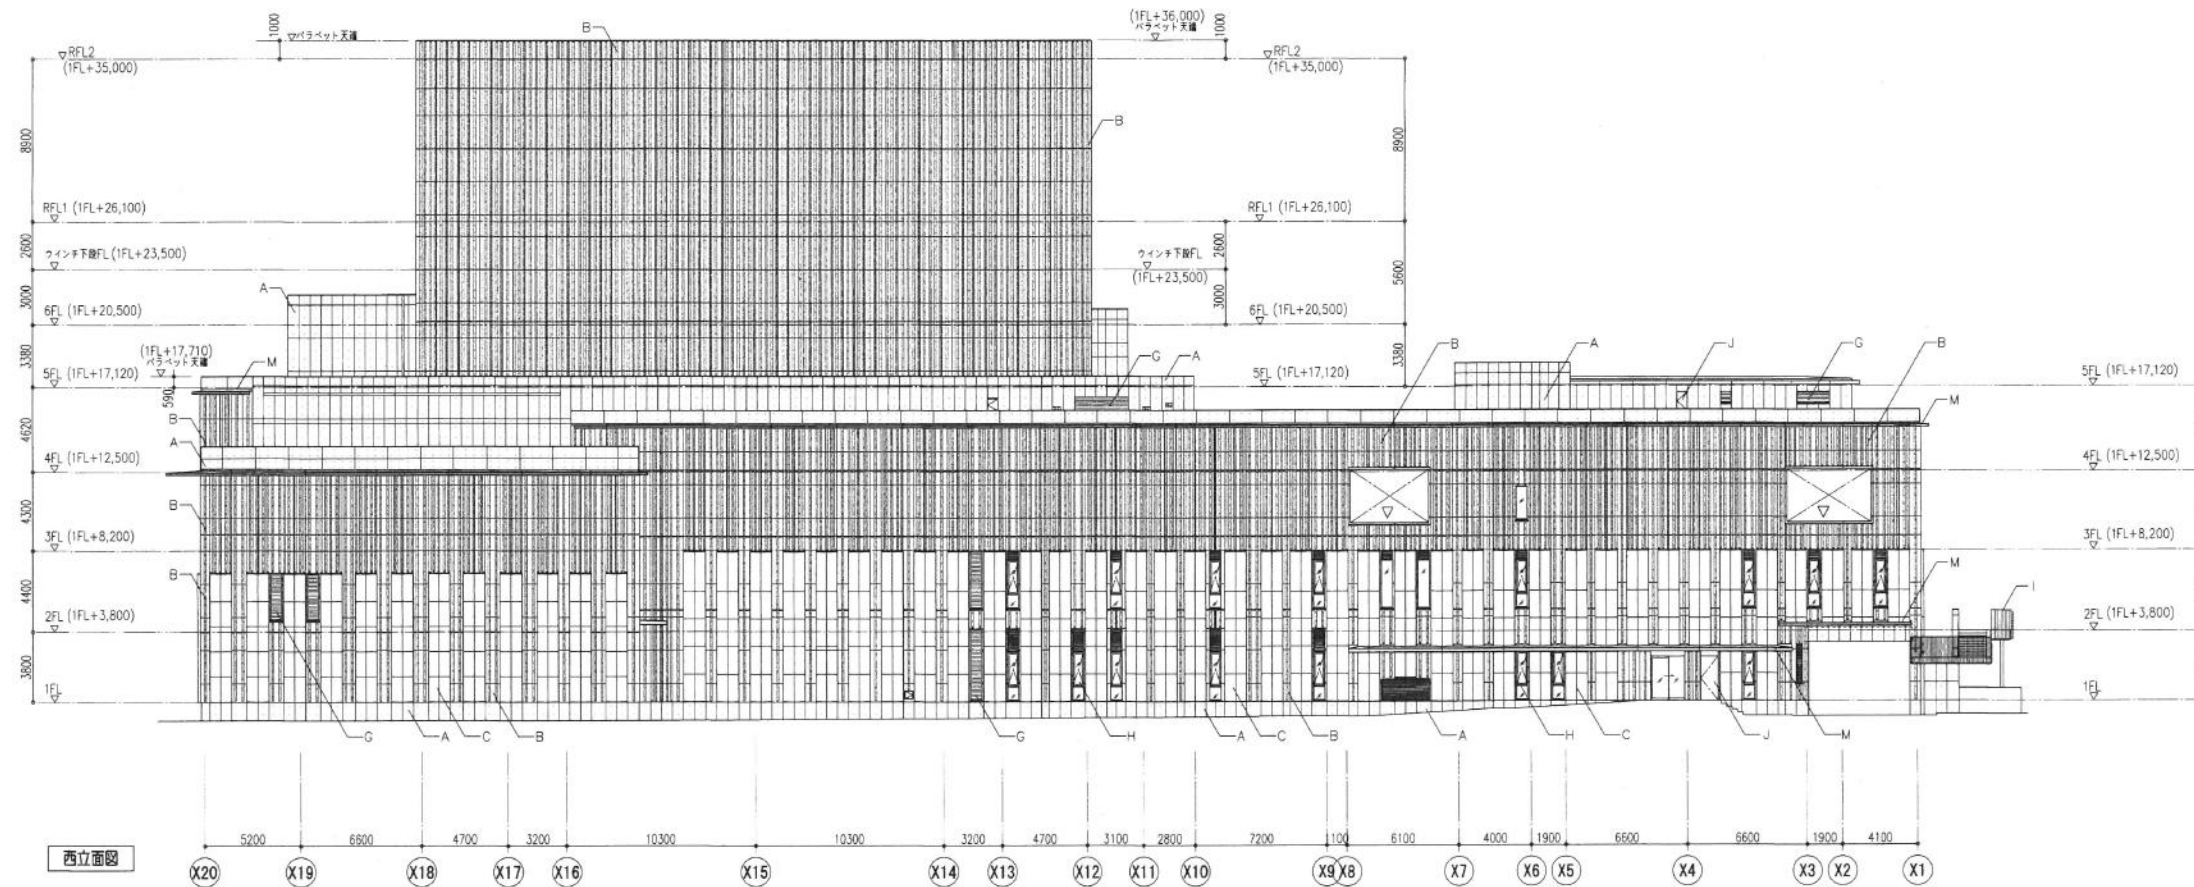 (1FL+36,000)
パラペット天端
1000
▽パラペット天端
1000
B
▽RFL2
(1FL+35,000)
▽RFL2
(1FL+35,000)
8900
B
8900
RFL1 (1FL+26,100)
RFL1 (1FL+26,100)
2600
ウインチ下段FL (1FL+23,500)
2600
ウインチ下段FL
(1FL+23,500)
5600
3000
A
6FL (1FL+20,500)
3000
6FL (1FL+20,500)
3380
(1FL+17,710)
パラペット天端
M
G
A
B
A
J
G
B
3380
5FL (1FL+17,120)
5FL (1FL+17,120)
5FL (1FL+17,120)
590
M
4620
B
A
4FL (1FL+12,500)
4FL (1FL+12,500)
4300
B
3FL (1FL+8,200)
3FL (1FL+8,200)
4400
B
M
I
2FL (1FL+3,800)
2FL (1FL+3,800)
3800
1FL
1FL
G
A
C
B
G
H
A
C
B
A
H
C
J
M
5200
6600
4700
3200
10300
10300
3200
4700
3100
2800
7200
1100
6100
4000
1900
6600
6600
1900
4100
西立面図
X20
X19
X18
X17
X16
X15
X14
X13
X12
X11
X10
X9
X8
X7
X6
X5
X4
X3
X2
X1